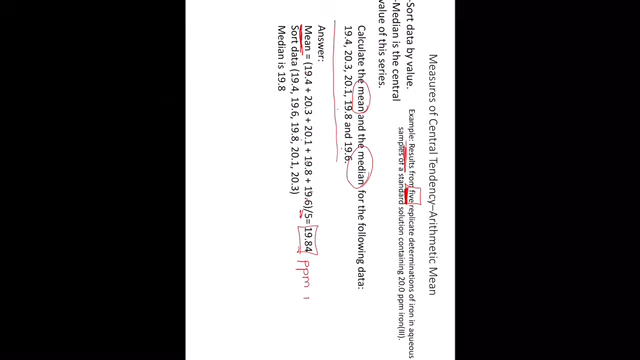 Measures of Central Tendency–Arithmetic Mean
Example: Results from five replicate determinations of iron in aqueous
samples of a standard solution containing 20.0 ppm iron(III).
-Sort data by value.
-Median is the central
value of this series.
Calculate the mean and the median for the following data:
19.4, 20.3, 20.1, 19.8 and 19.6.
Answer:
Mean = (19.4 + 20.3 + 20.1 + 19.8 + 19.6)/5= 19.84
ppm
Sort data (19.4, 19.6, 19.8, 20.1, 20.3)
Median is 19.8